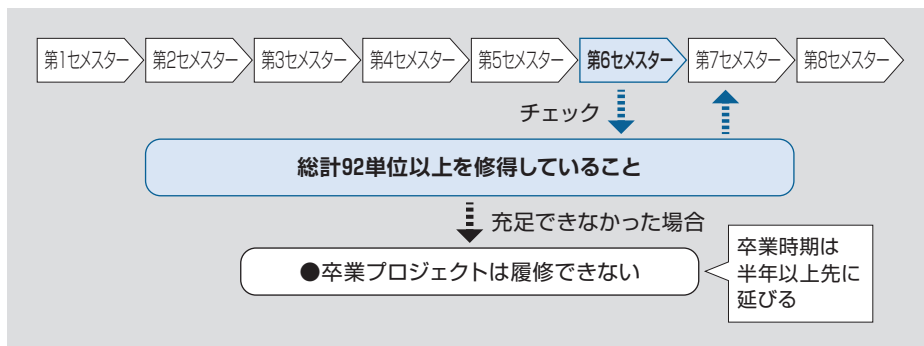 第1セメスター 第2セメスター 第3セメスター 第4セメスター 第5セメスター 第6セメスター 第7セメスター 第8セメスター
チェック
総計92単位以上を修得していること
充足できなかった場合
●卒業プロジェクトは履修できない
卒業時期は
半年以上先に
延びる